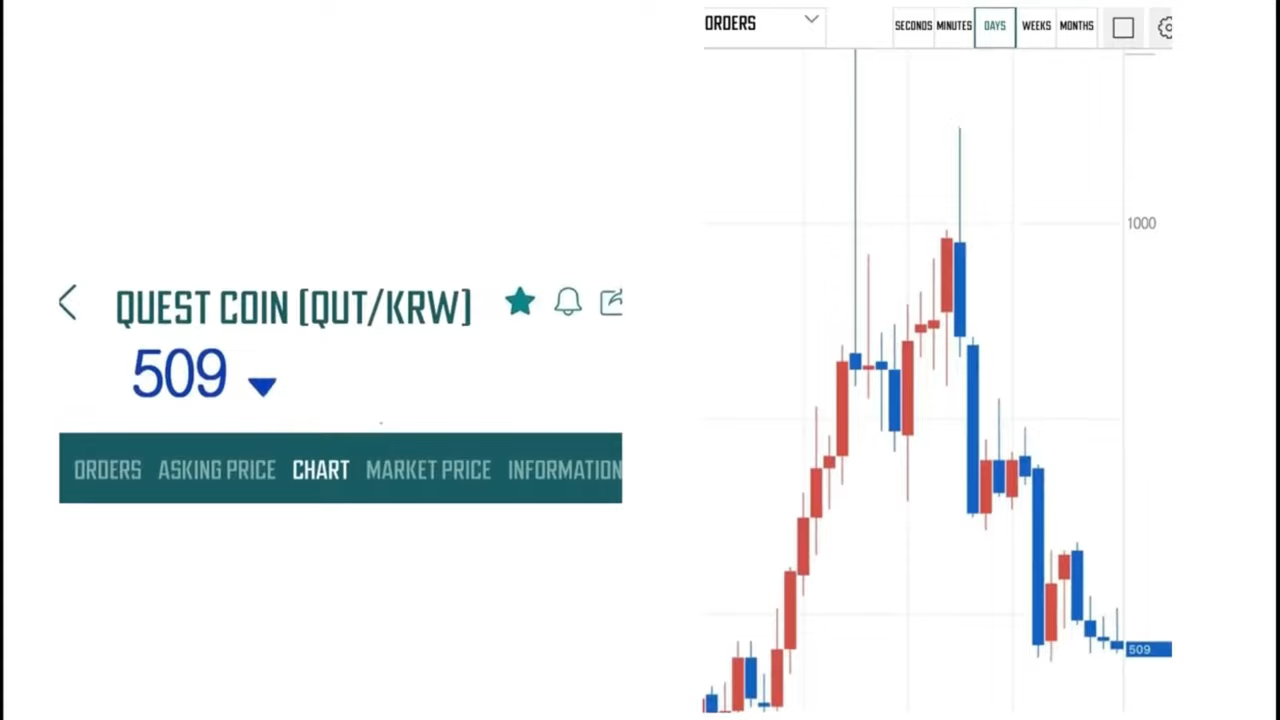 QUEST COIN [QUT/KRW]
509
ORDERS ASKING PRICE CHART MARKET PRICE INFORMATION
ORDERS SECONDS MINUTES DAYS WEEKS MONTHS
1000
509